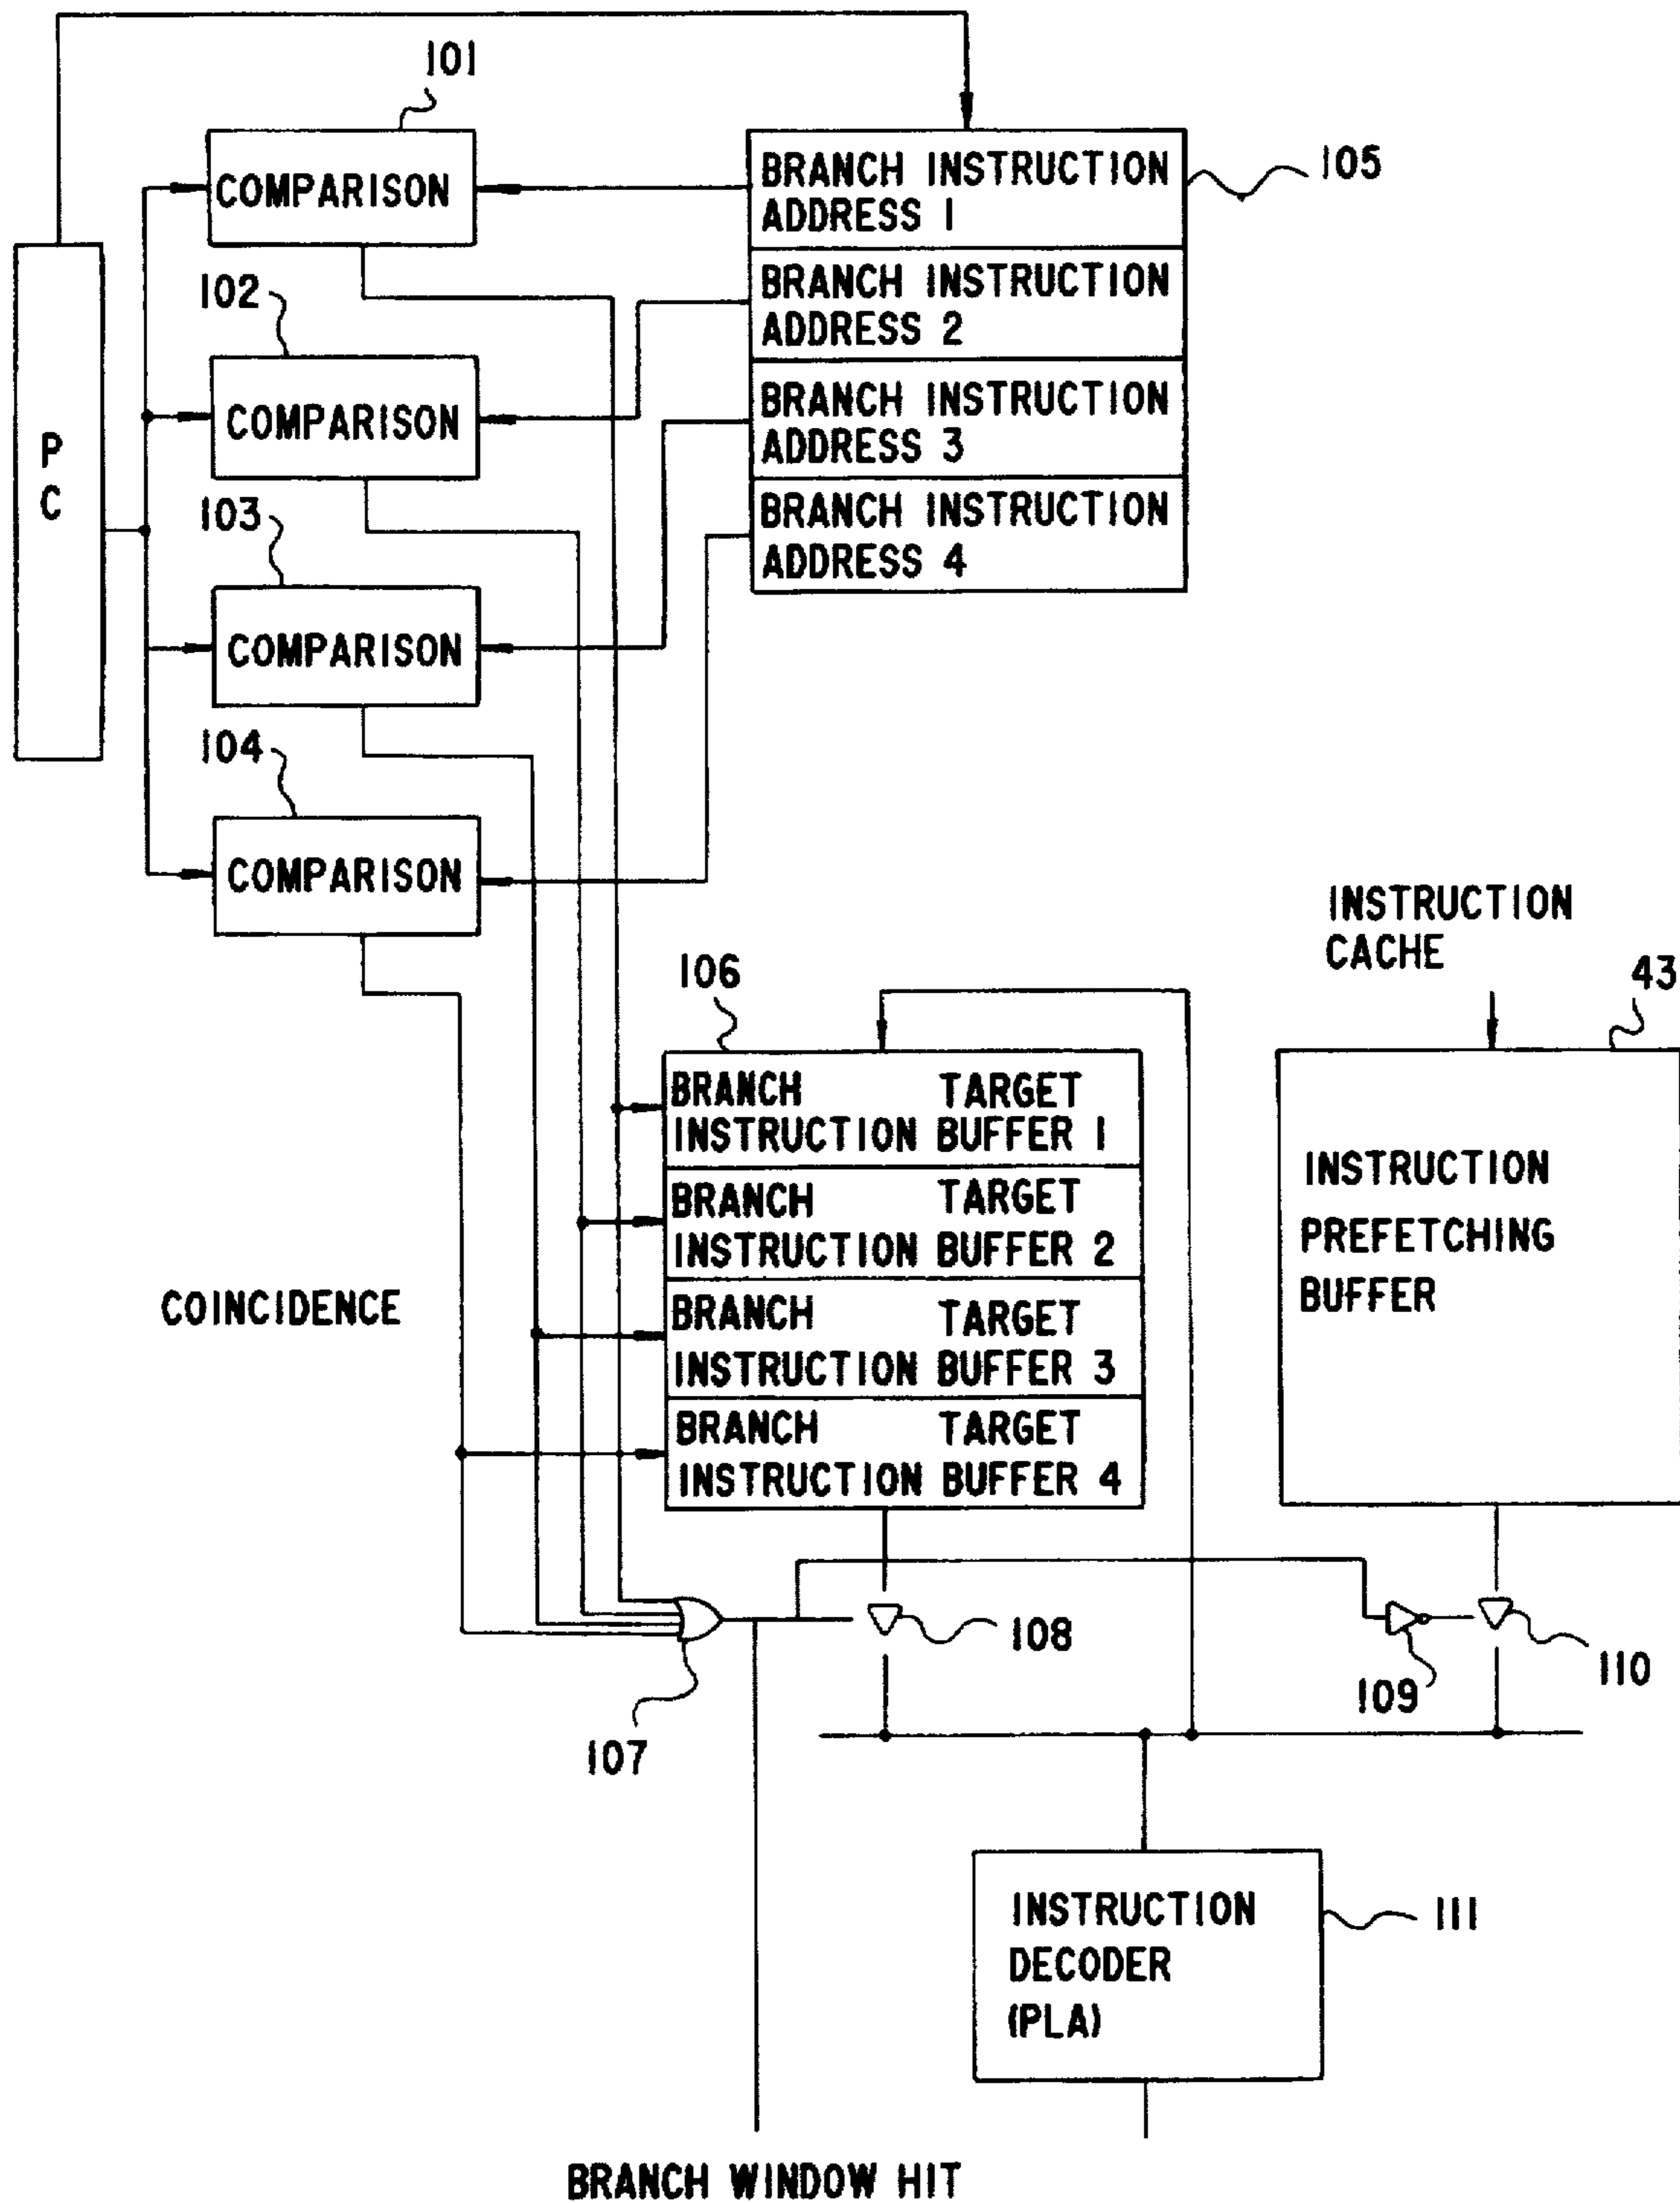 101
COMPARISON
BRANCH INSTRUCTION
ADDRESS 1
105
102
BRANCH INSTRUCTION
ADDRESS 2
COMPARISON
BRANCH INSTRUCTION
ADDRESS 3
P
C
103
BRANCH INSTRUCTION
ADDRESS 4
COMPARISON
104
COMPARISON
INSTRUCTION
CACHE
106
43
BRANCH TARGET
INSTRUCTION BUFFER 1
BRANCH TARGET
INSTRUCTION BUFFER 2
BRANCH TARGET
INSTRUCTION BUFFER 3
BRANCH TARGET
INSTRUCTION BUFFER 4
INSTRUCTION
PREFETCHING
BUFFER
COINCIDENCE
108
109
110
107
INSTRUCTION
DECODER
(PLA)
111
BRANCH WINDOW HIT